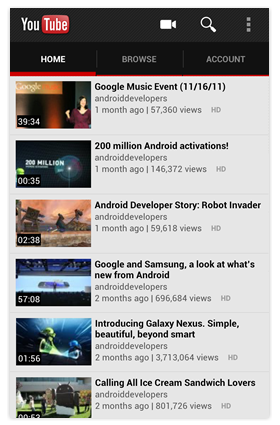 YouTube
HOME BROWSE ACCOUNT
Google
39:34
Google Music Event (11/16/11)
androiddevelopers
1 month ago | 57,360 views HD
200 MILLION
00:35
200 million Android activations!
androiddevelopers
1 month ago | 146,372 views HD
02:38
Android Developer Story: Robot Invader
androiddevelopers
1 month ago | 59,618 views HD
57:08
Google and Samsung, a look at what's
new from Android
2 months ago | 696,684 views HD
01:56
Introducing Galaxy Nexus. Simple,
beautiful, beyond smart
2 months ago | 3,713,064 views HD
00:53
Calling All Ice Cream Sandwich Lovers
androiddevelopers
2 months ago | 801,726 views HD